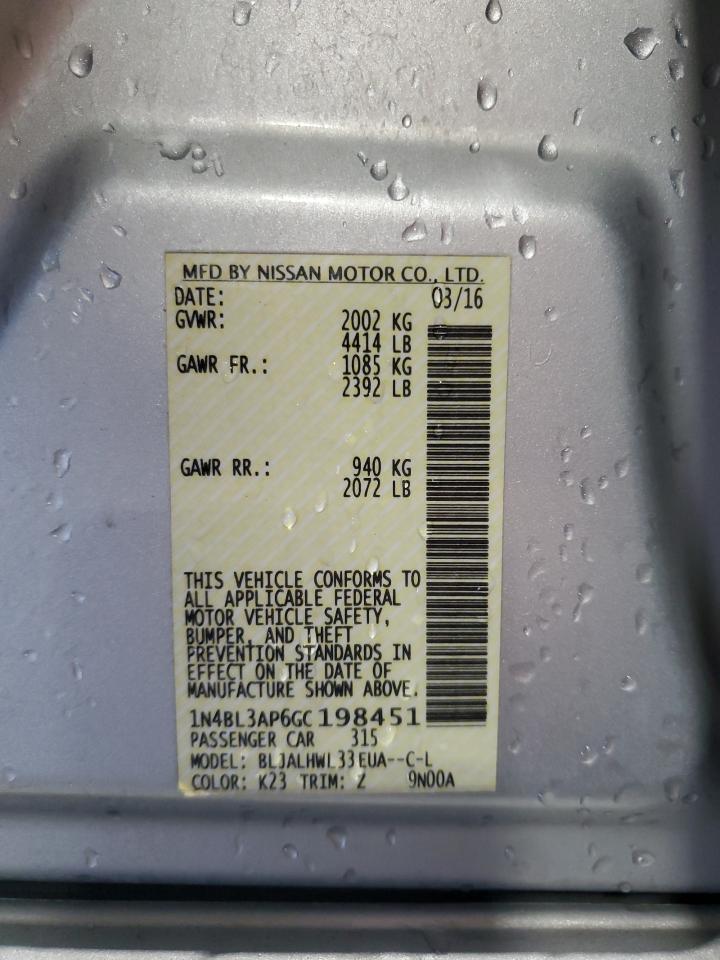 MFD BY NISSAN MOTOR CO., LTD.
DATE: 03/16
GVWR: 2002 KG
4414 LB
GAWR FR.: 1085 KG
2392 LB
GAWR RR.: 940 KG
2072 LB
THIS VEHICLE CONFORMS TO
ALL APPLICABLE FEDERAL
MOTOR VEHICLE SAFETY,
BUMPER, AND THEFT
PREVENTION STANDARDS IN
EFFECT ON THE DATE OF
MANUFACTURE SHOWN ABOVE.
1N4BL3AP6GC198451
PASSENGER CAR 315
MODEL: BLJALHWL33EUA--C-L
COLOR: K23 TRIM: Z 9N00A